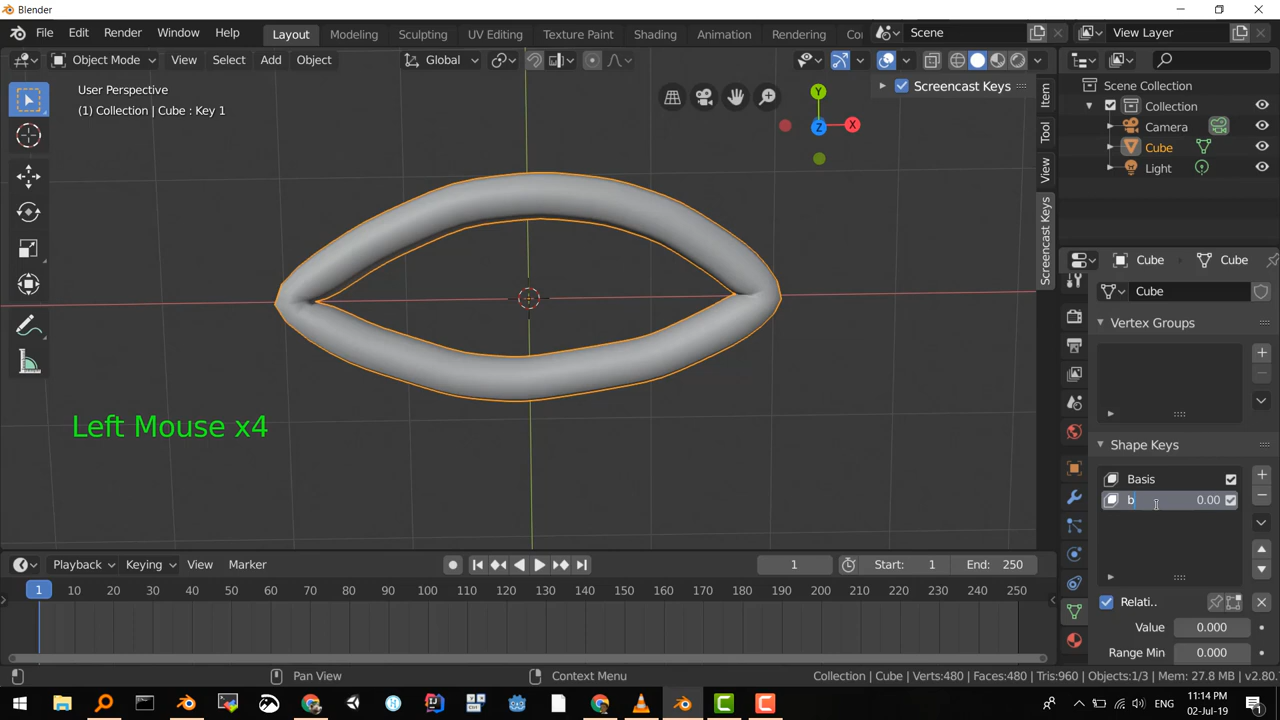 Blender
File Edit Render Window Help
Layout Modeling Sculpting UV Editing Texture Paint Shading Animation Rendering Co
Scene
View Layer
Object Mode View Select Add Object
Global
User Perspective
(1) Collection | Cube : Key 1
Screencast Keys
Y
X
Z
Item
Tool
View
Screencast Keys
Scene Collection
Collection
Camera
Cube
Light
Cube Cube
Cube
Vertex Groups
Shape Keys
Basis
b 0.00
Relati..
Value 0.000
Range Min 0.000
Left Mouse x4
Playback Keying View Marker
1 Start: 1 End: 250
1 10 20 30 40 50 60 70 80 90 100 110 120 130 140 150 160 170 180 190 200 210 220 230 240 250
Pan View
Context Menu
Collection | Cube | Verts:480 | Faces:480 | Tris:960 | Objects:1/3 | Mem: 27.8 MB | v2.80.
ENG
11:14 PM
02-Jul-19
1